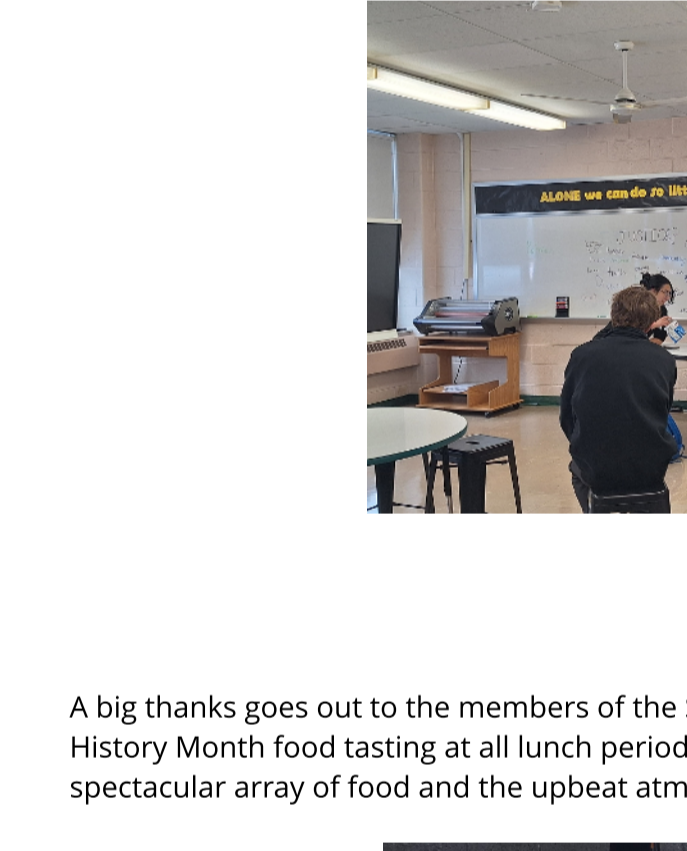 ALONE we can do so litt
A big thanks goes out to the members of the
History Month food tasting at all lunch period
spectacular array of food and the upbeat atm